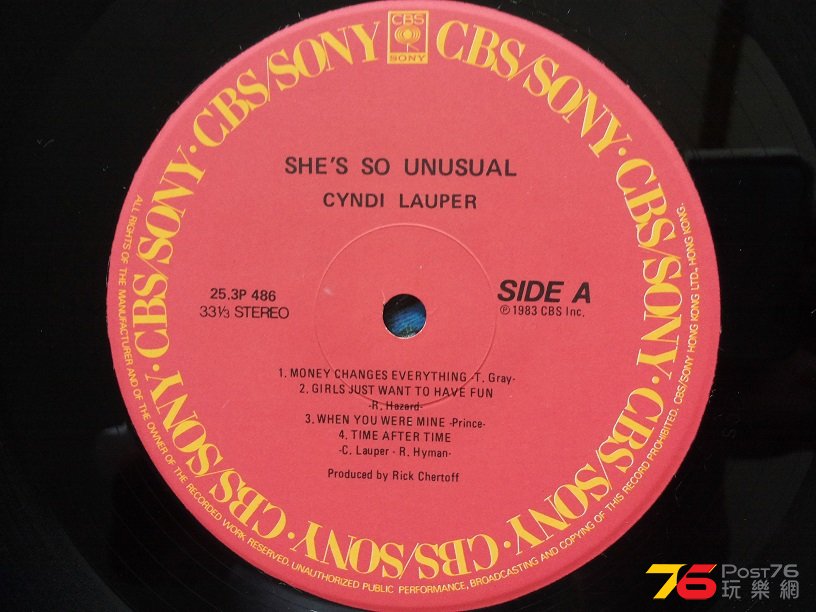 CBS
SONY
CBS/SONY · CBS/SONY · CBS/SONY · CBS/SONY · CBS/SONY · CBS/SONY · CBS/SONY · CBS/SONY
SHE'S SO UNUSUAL
CYNDI LAUPER
25.3P 486
33⅓ STEREO
SIDE A
℗ 1983 CBS Inc.
1. MONEY CHANGES EVERYTHING -T. Gray-
2. GIRLS JUST WANT TO HAVE FUN
-R. Hazard-
3. WHEN YOU WERE MINE -Prince-
4. TIME AFTER TIME
-C. Lauper - R. Hyman-
Produced by Rick Chertoff
ALL RIGHTS OF THE MANUFACTURER AND OF THE OWNER OF THE RECORDED WORK RESERVED. UNAUTHORIZED PUBLIC PERFORMANCE, BROADCASTING AND COPYING OF THIS RECORD PROHIBITED. CBS/SONY HONG KONG LTD., HONG KONG.
76 Post76
玩樂網